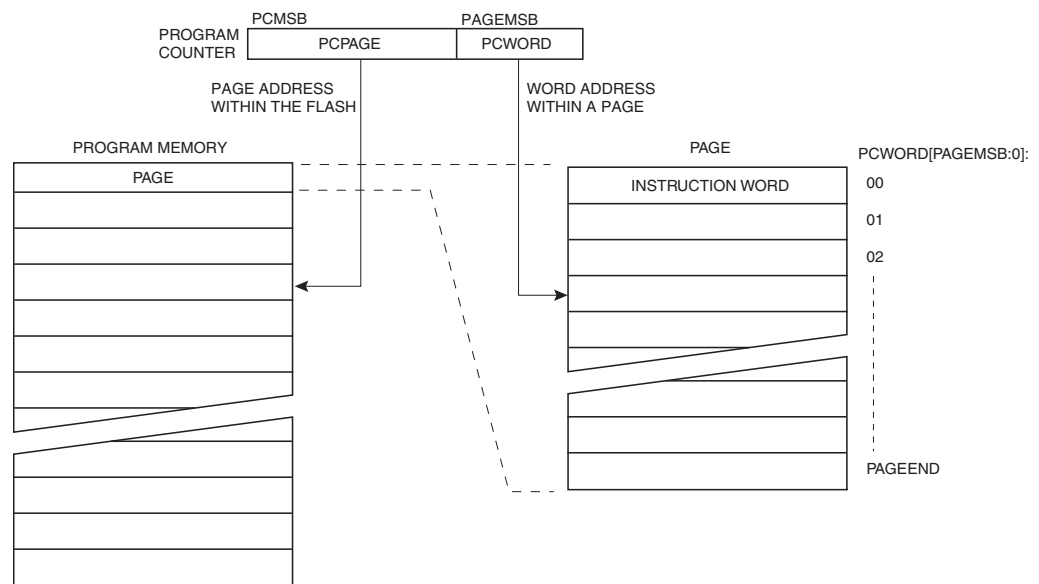 PCMSB
PAGEMSB
PROGRAM
COUNTER
PCPAGE
PCWORD
PAGE ADDRESS
WITHIN THE FLASH
WORD ADDRESS
WITHIN A PAGE
PROGRAM MEMORY
PAGE
PAGE
PCWORD[PAGEMSB:0]:
INSTRUCTION WORD
00
01
02
PAGEEND